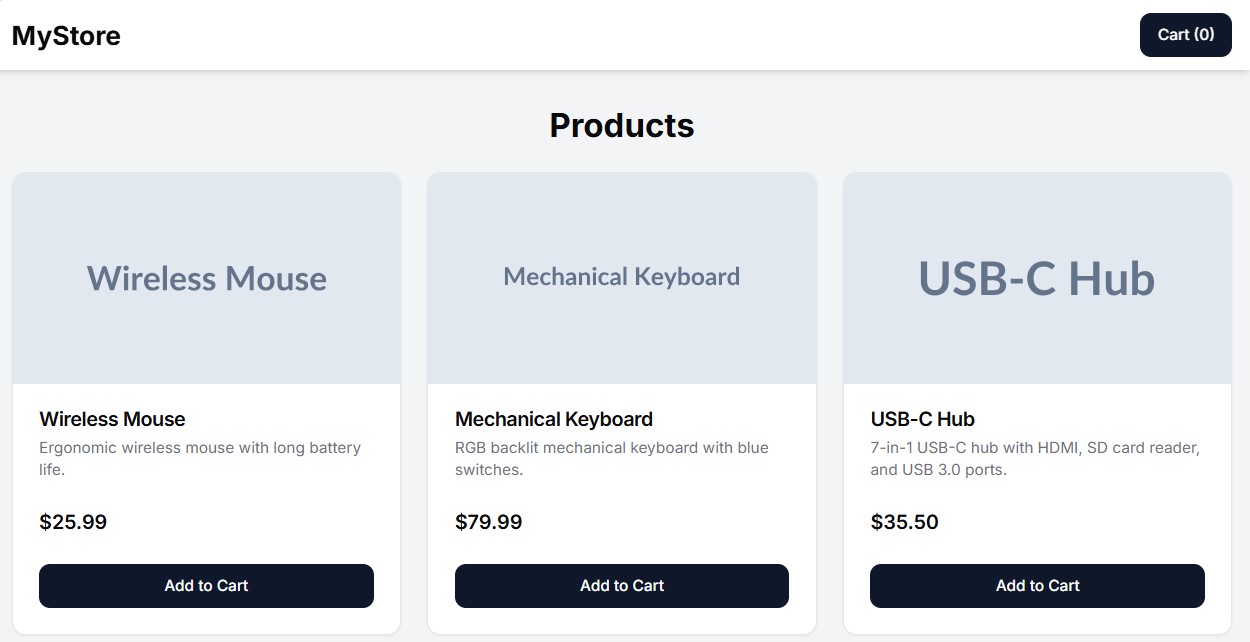 MyStore
Cart (0)
Products
Wireless Mouse
Mechanical Keyboard
USB-C Hub
Wireless Mouse
Ergonomic wireless mouse with long battery
life.
$25.99
Add to Cart
Mechanical Keyboard
RGB backlit mechanical keyboard with blue
switches.
$79.99
Add to Cart
USB-C Hub
7-in-1 USB-C hub with HDMI, SD card reader,
and USB 3.0 ports.
$35.50
Add to Cart